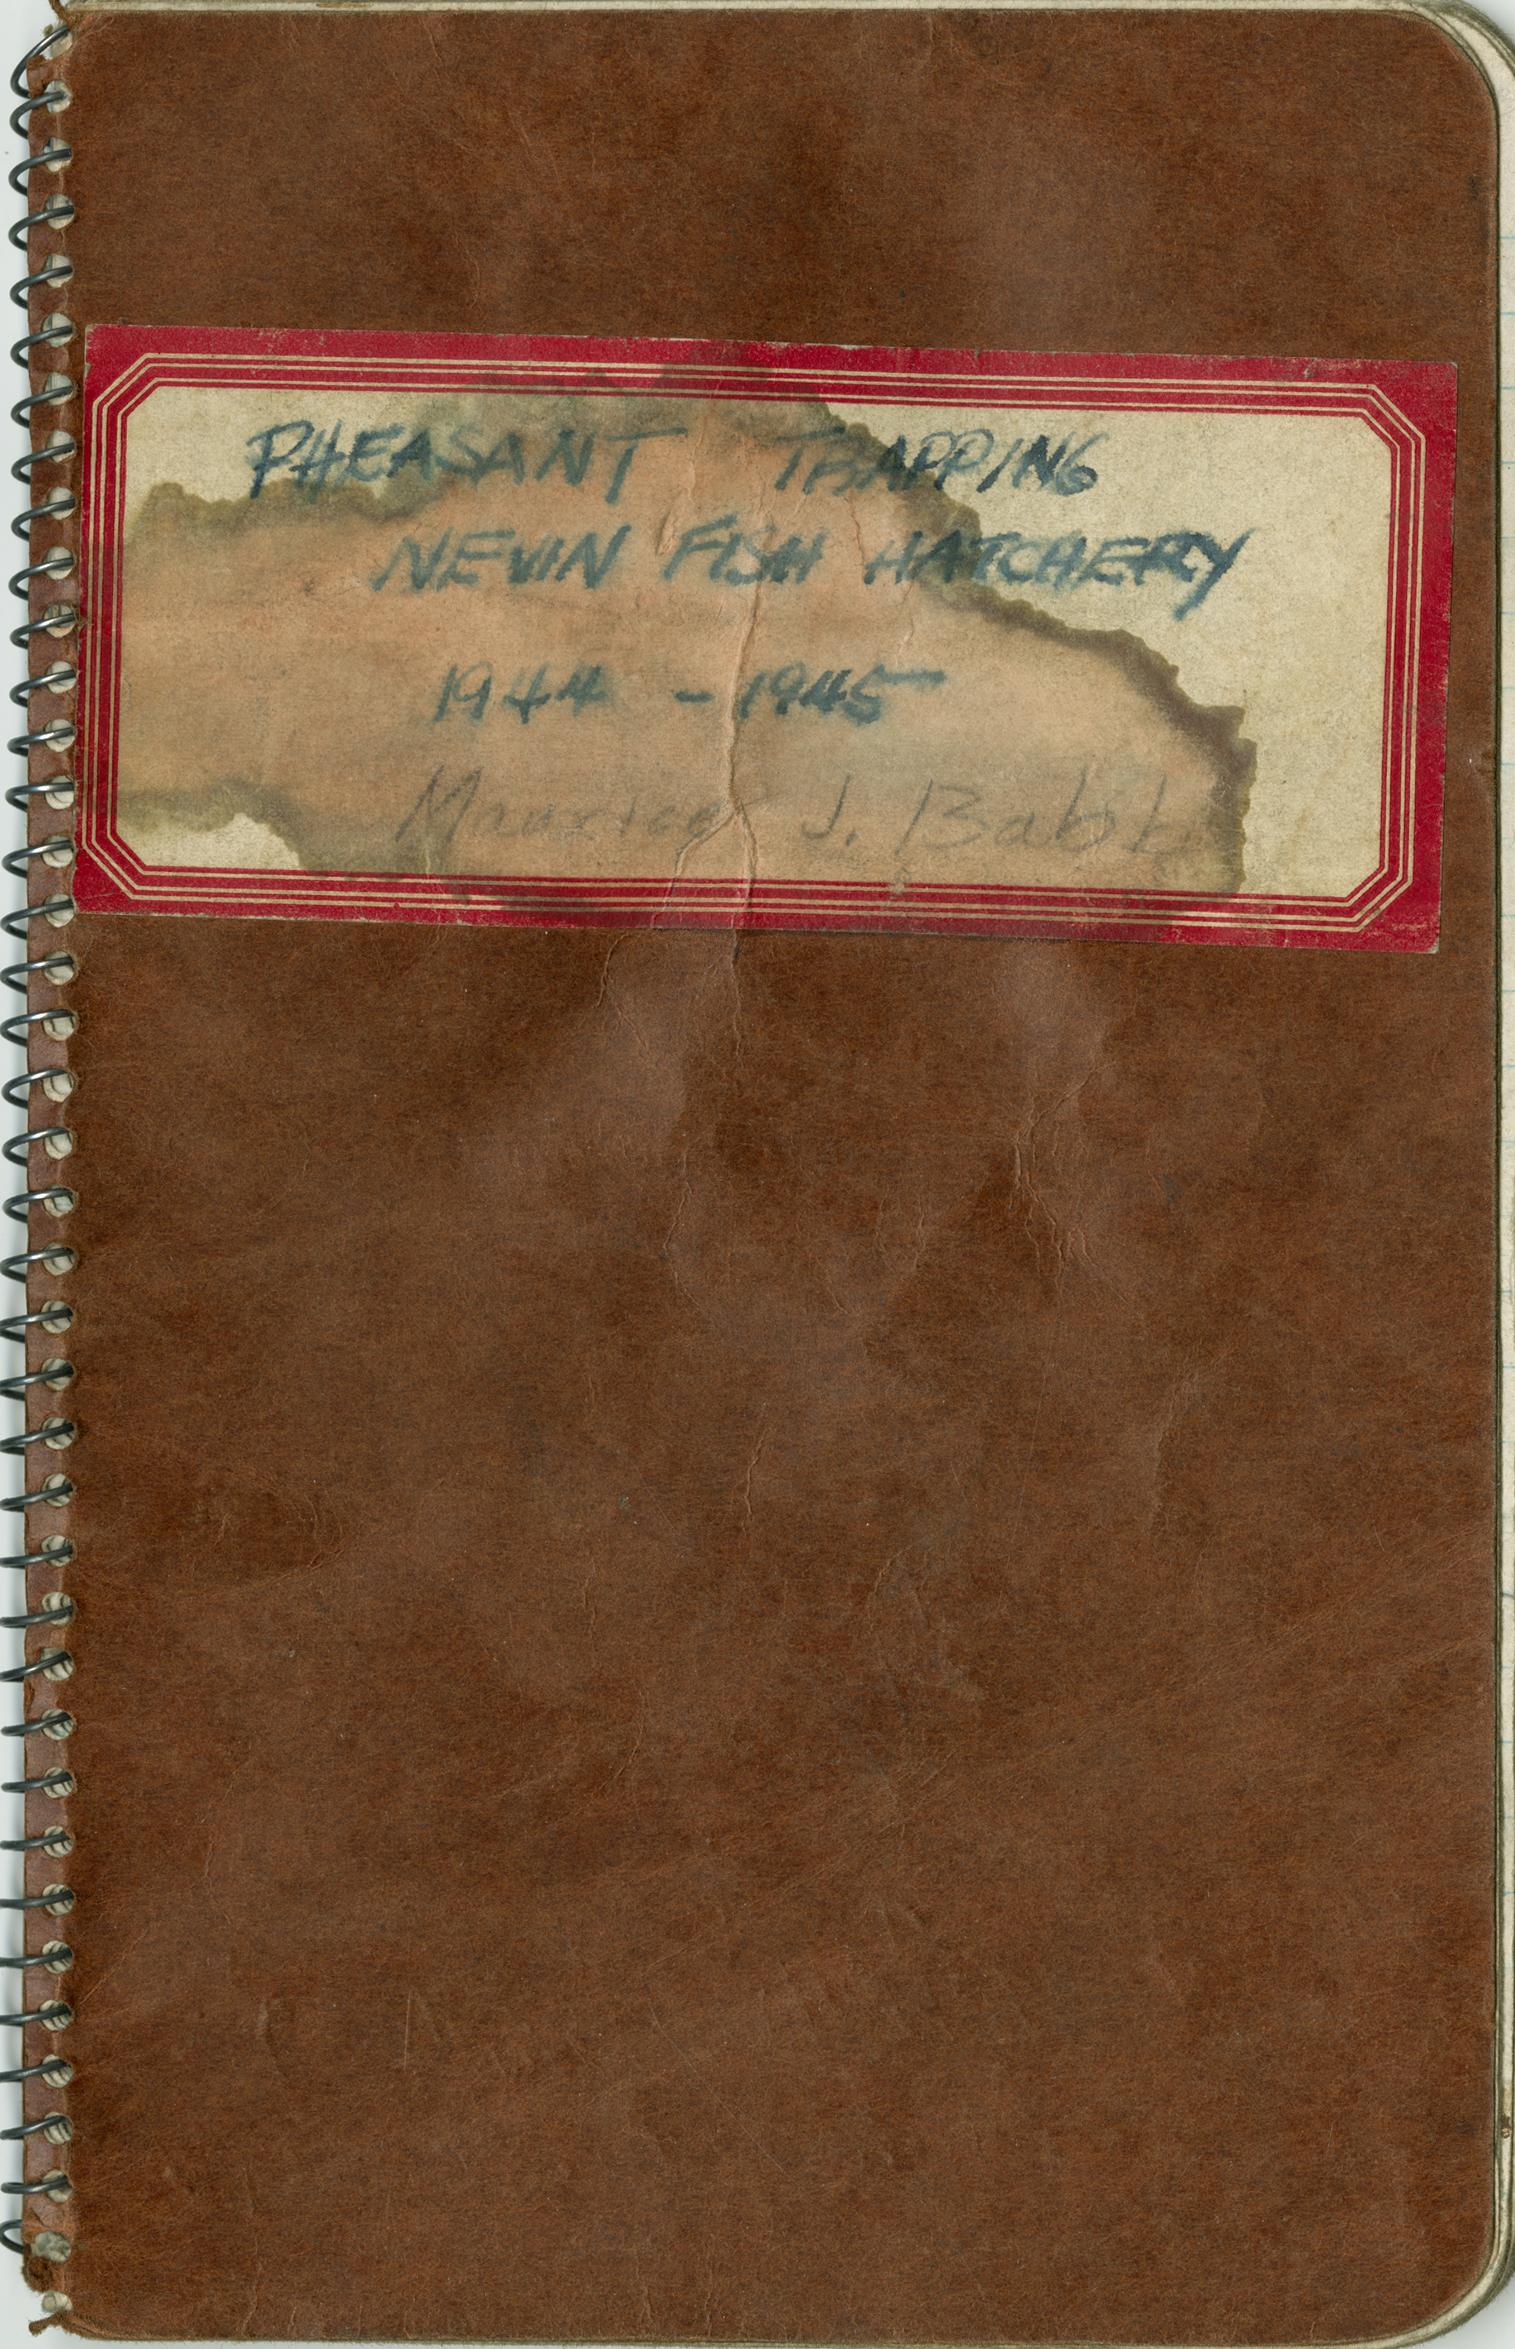 PHEASANT TRAPPING
NEVIN FISH HATCHERY
1944 - 1945
Maurice J. Babb